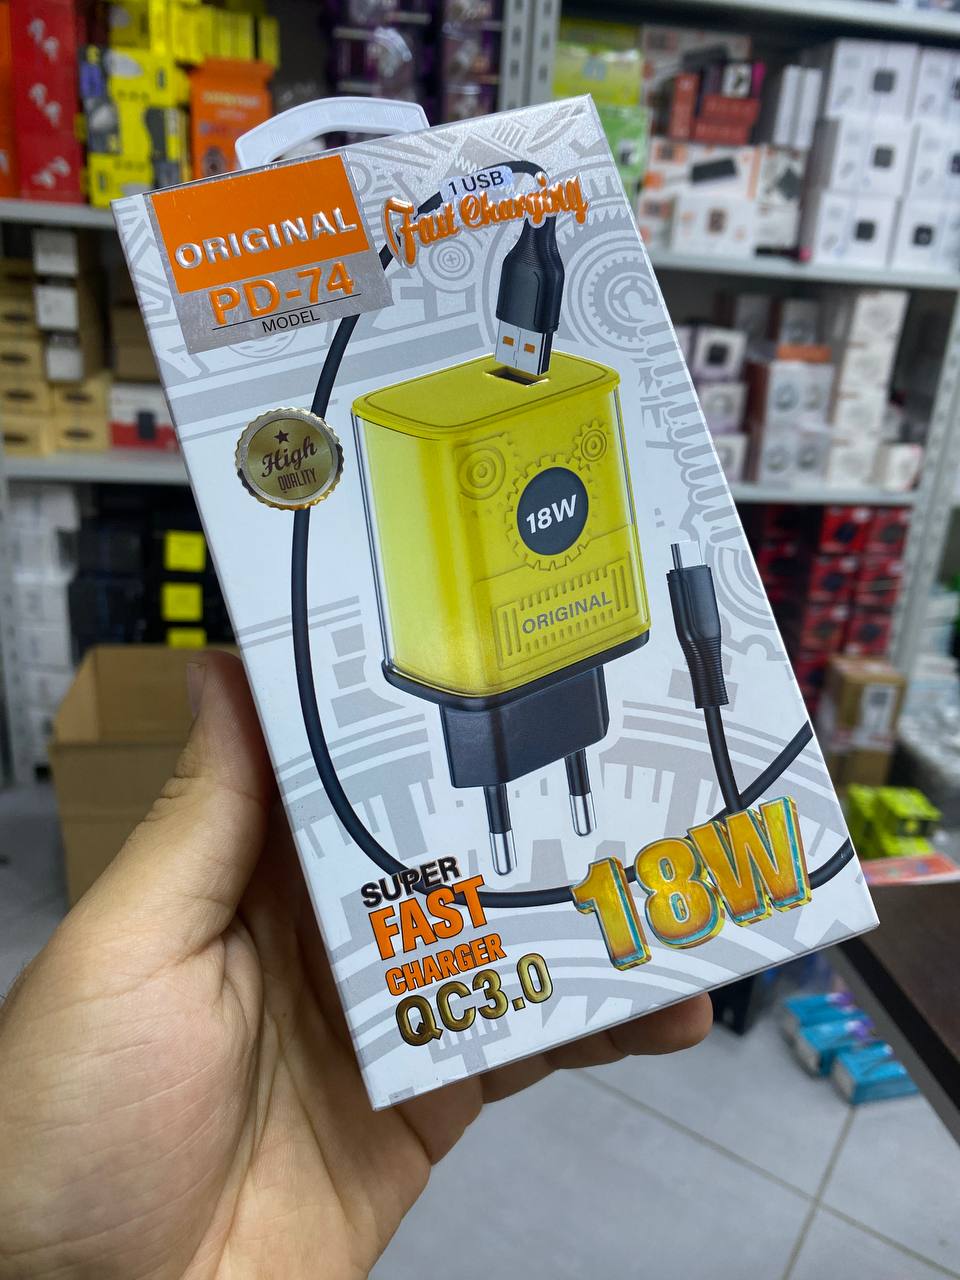 ORIGINAL
PD-74
MODEL
1 USB
Fast Charging
High
QUALITY
18W
ORIGINAL
SUPER
FAST
CHARGER
QC3.0
18W